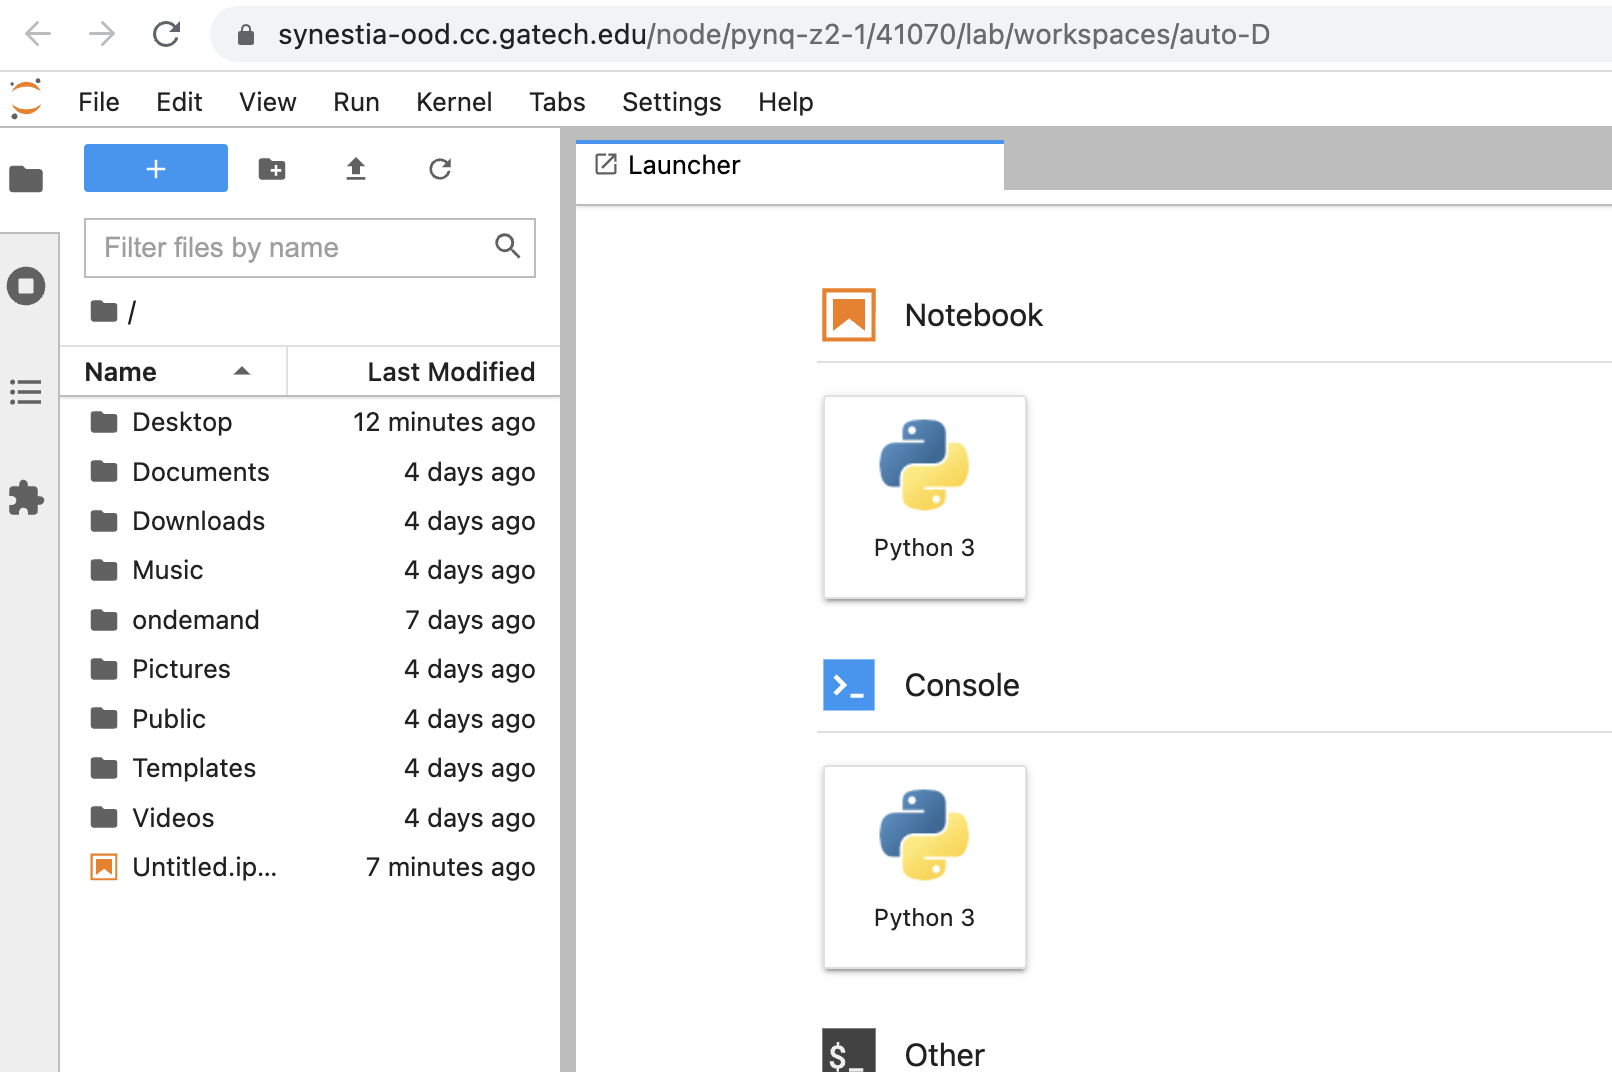 synestia-ood.cc.gatech.edu/node/pynq-z2-1/41070/lab/workspaces/auto-D
File Edit View Run Kernel Tabs Settings Help
+
Launcher
Filter files by name
/
Name Last Modified
Desktop 12 minutes ago
Documents 4 days ago
Downloads 4 days ago
Music 4 days ago
ondemand 7 days ago
Pictures 4 days ago
Public 4 days ago
Templates 4 days ago
Videos 4 days ago
Untitled.ip... 7 minutes ago
Notebook
Python 3
Console
Python 3
$_ Other